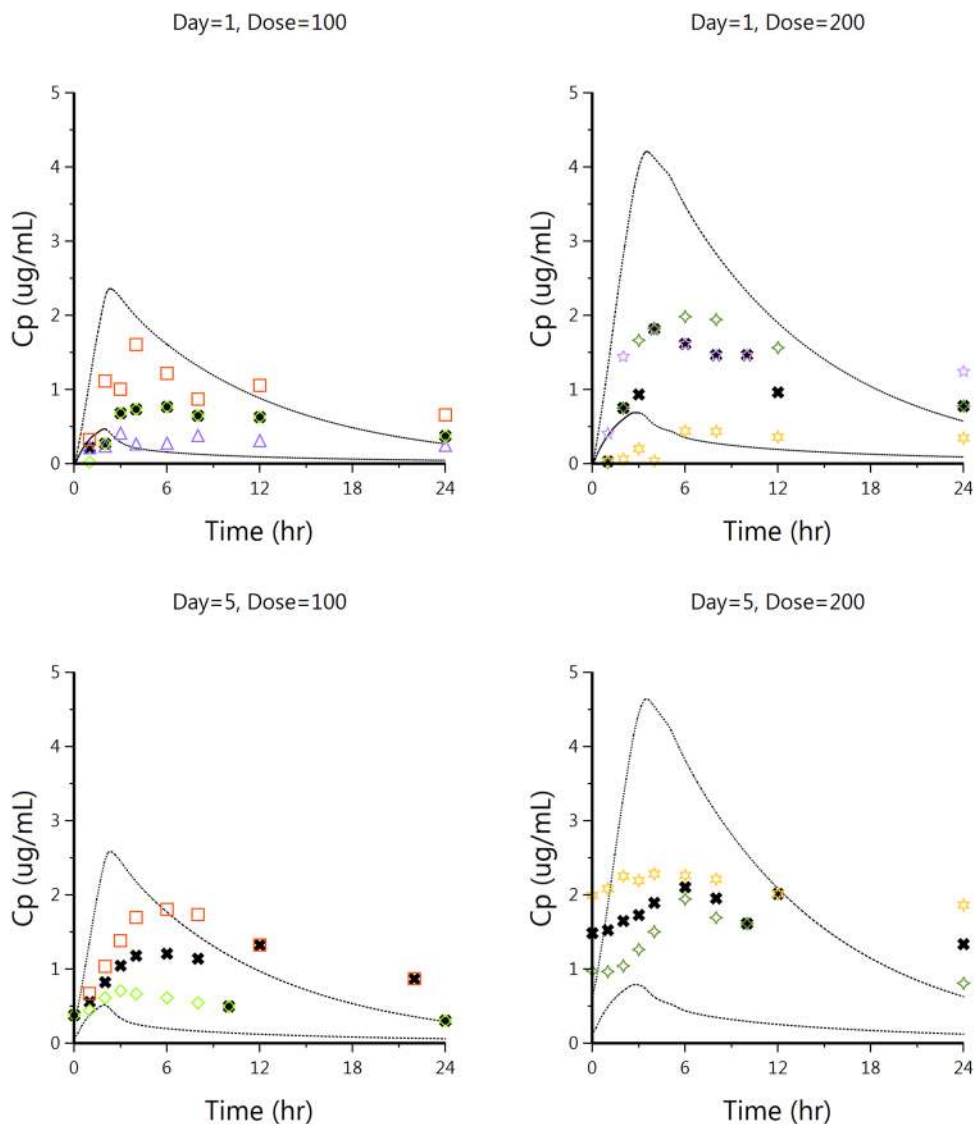 Day=1, Dose=100
Day=1, Dose=200
5
4
3
2
1
0
Cp (ug/mL)
0 6 12 18 24
Time (hr)
5
4
3
2
1
0
Cp (ug/mL)
0 6 12 18 24
Time (hr)
Day=5, Dose=100
Day=5, Dose=200
5
4
3
2
1
0
Cp (ug/mL)
0 6 12 18 24
Time (hr)
5
4
3
2
1
0
Cp (ug/mL)
0 6 12 18 24
Time (hr)